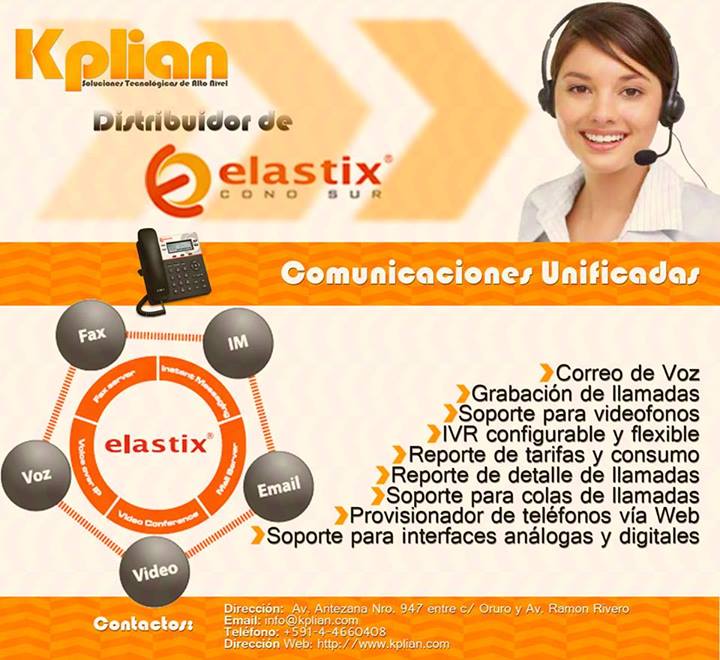 Kplian
Soluciones Tecnológicas de Alto Nivel
Distribuidor de
elastix®
CONO SUR
Comunicaciones Unificadas
Fax
IM
Fax server
Instant Messaging
Voice over Ip
elastix®
Mail Server
Video Conference
Voz
Email
Video
Correo de Voz
Grabación de llamadas
Soporte para videofonos
IVR configurable y flexible
Reporte de tarifas y consumo
Reporte de detalle de llamadas
Soporte para colas de llamadas
Provisionador de teléfonos vía Web
Soporte para interfaces análogas y digitales
Contactos:
Dirección: Av. Antezana Nro. 947 entre c/ Oruro y Av. Ramon Rivero
Email: info@kplian.com
Teléfono: +591-4-4660408
Dirección Web: http://www.kplian.com